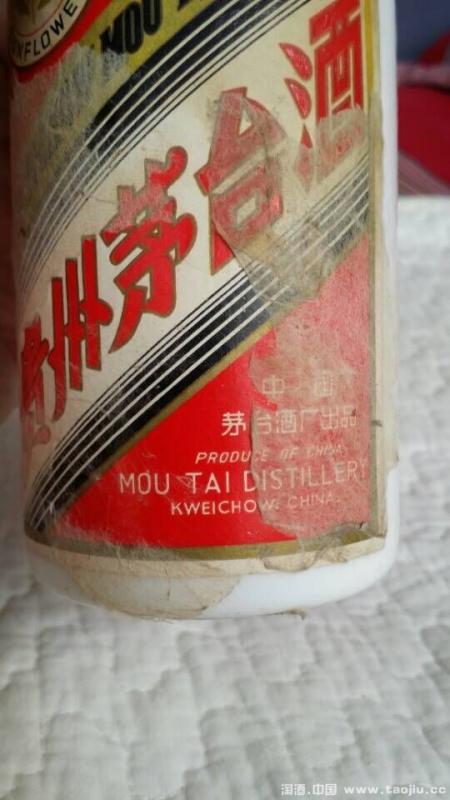 NFLOWE
MOU
贵州茅台酒
中国
茅台酒厂出品
PRODUCE OF CHINA
MOU TAI DISTILLERY
KWEICHOW. CHINA.
淘酒.中国 www.taojiu.cc